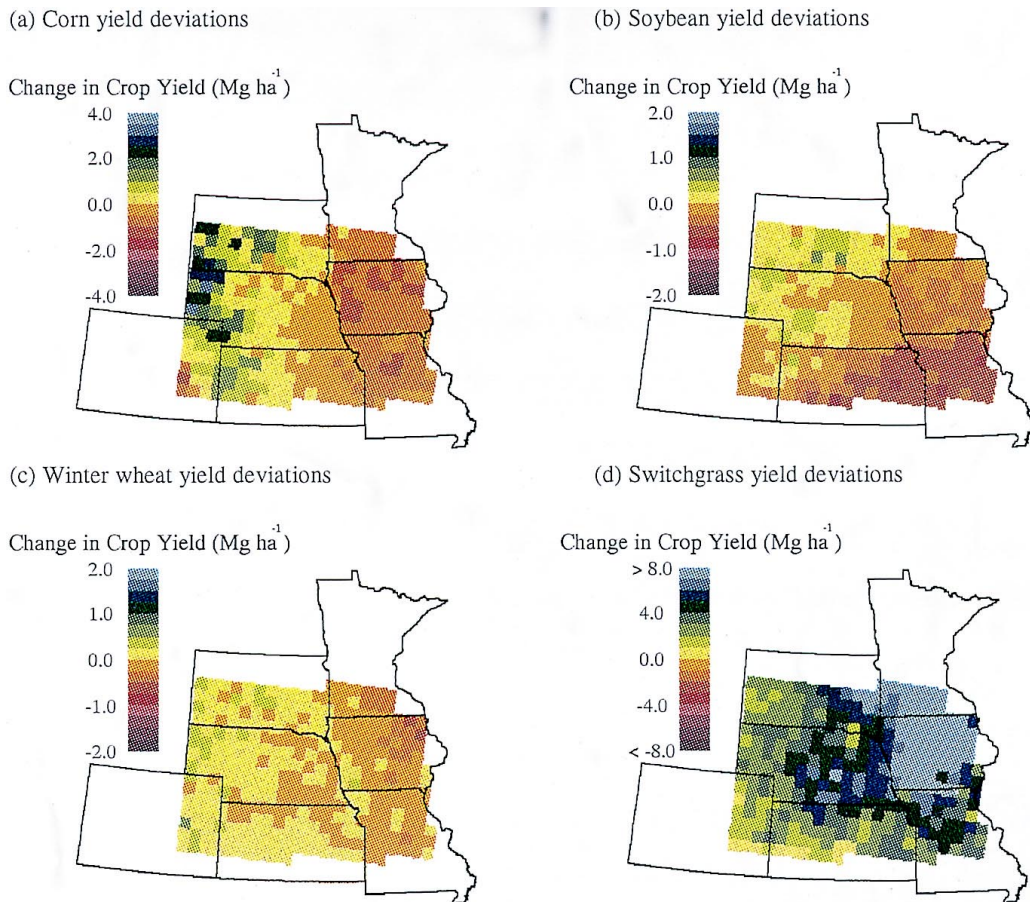 (a) Corn yield deviations
Change in Crop Yield (Mg ha⁻¹)
4.0
2.0
0.0
-2.0
-4.0
(b) Soybean yield deviations
Change in Crop Yield (Mg ha⁻¹)
2.0
1.0
0.0
-1.0
-2.0
(c) Winter wheat yield deviations
Change in Crop Yield (Mg ha⁻¹)
2.0
1.0
0.0
-1.0
-2.0
(d) Switchgrass yield deviations
Change in Crop Yield (Mg ha⁻¹)
> 8.0
4.0
0.0
-4.0
< -8.0